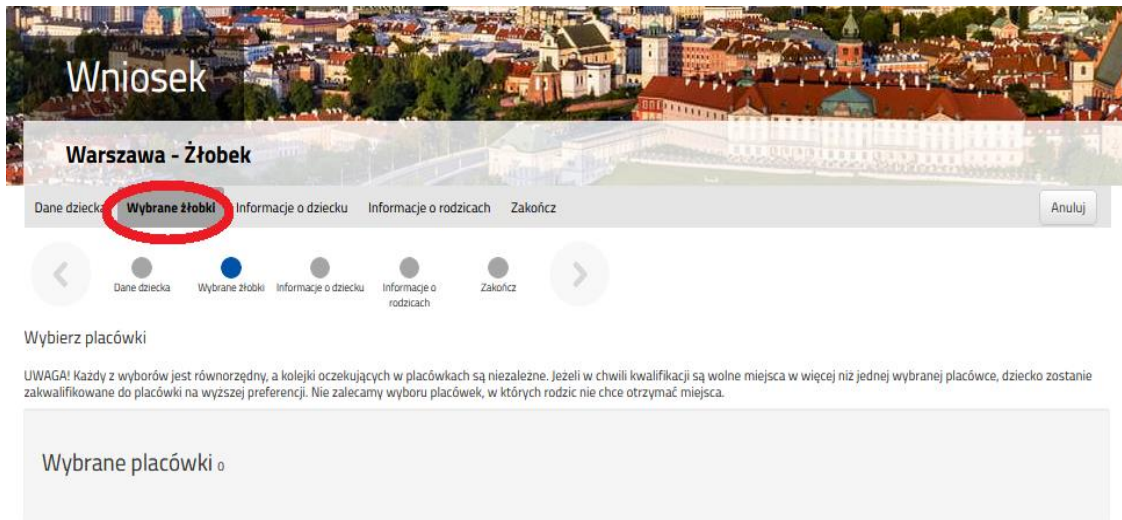 Wniosek
Warszawa - Żłobek
Dane dziecka Wybrane żłobki Informacje o dziecku Informacje o rodzicach Zakończ Anuluj
Dane dziecka Wybrane żłobki Informacje o dziecku Informacje o Zakończ
rodzicach
Wybierz placówki
UWAGA! Każdy z wyborów jest równorzędny, a kolejki oczekujących w placówkach są niezależne. Jeżeli w chwili kwalifikacji są wolne miejsca w więcej niż jednej wybranej placówce, dziecko zostanie
zakwalifikowane do placówki na wyższej preferencji. Nie zalecamy wyboru placówek, w których rodzic nie chce otrzymać miejsca.
Wybrane placówki 0